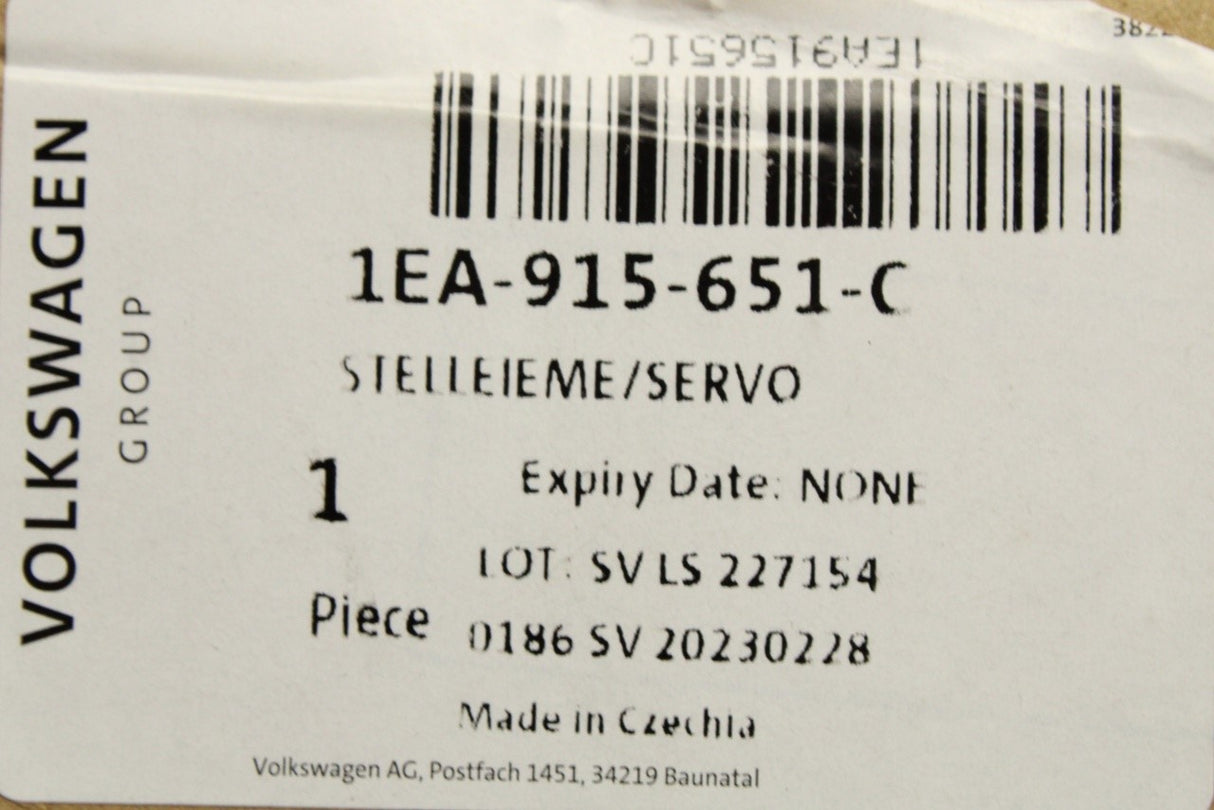 382
1EA915651C
VOLKSWAGEN
GROUP
1EA-915-651-C
STELLEIEME/SERVO
1
Piece
Expiry Date: NONE
LOT: SV LS 227154
0186 SV 20230228
Made in Czechia
Volkswagen AG, Postfach 1451, 34219 Baunatal